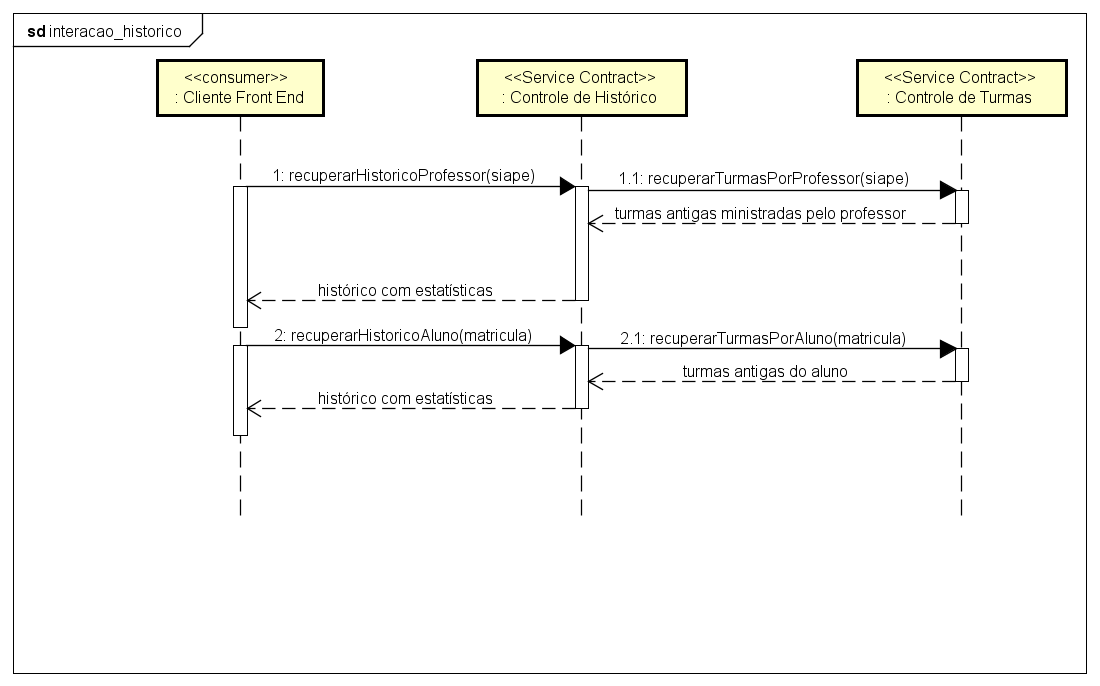 sd interacao_historico
<<consumer>>
: Cliente Front End
<<Service Contract>>
: Controle de Histórico
<<Service Contract>>
: Controle de Turmas
1: recuperarHistoricoProfessor(siape)
1.1: recuperarTurmasPorProfessor(siape)
turmas antigas ministradas pelo professor
histórico com estatísticas
2: recuperarHistoricoAluno(matricula)
2.1: recuperarTurmasPorAluno(matricula)
turmas antigas do aluno
histórico com estatísticas